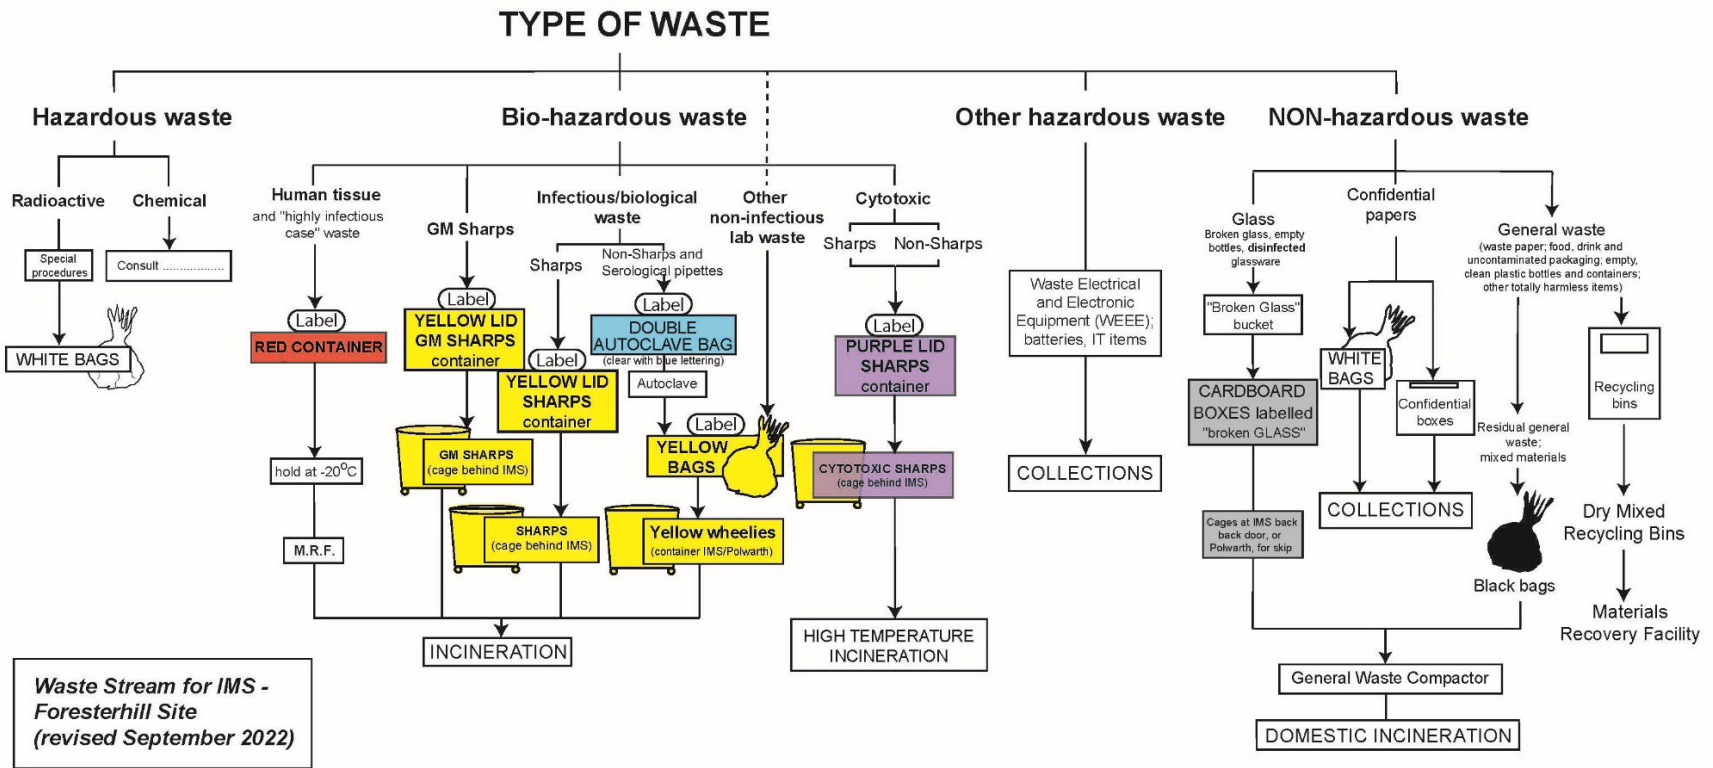 TYPE OF WASTE
Hazardous waste
Radioactive
Special
procedures
WHITE BAGS
Chemical
Consult ..................
Bio-hazardous waste
Human tissue
and "highly infectious
case" waste
Label
RED CONTAINER
hold at -20°C
M.R.F.
GM Sharps
Label
YELLOW LID
GM SHARPS
container
GM SHARPS
(cage behind IMS)
Infectious/biological
waste
Sharps
Label
YELLOW LID
SHARPS
container
SHARPS
(cage behind IMS)
Non-Sharps and
Serological pipettes
Label
DOUBLE
AUTOCLAVE BAG
(clear with blue lettering)
Autoclave
Other
non-infectious
lab waste
Label
YELLOW
BAGS
Yellow wheelies
(container IMS/Polwarth)
INCINERATION
Cytotoxic
Sharps
Non-Sharps
Label
PURPLE LID
SHARPS
container
CYTOTOXIC SHARPS
(cage behind IMS)
HIGH TEMPERATURE
INCINERATION
Other hazardous waste
Waste Electrical
and Electronic
Equipment (WEEE);
batteries, IT items
COLLECTIONS
NON-hazardous waste
Glass
Broken glass, empty
bottles, disinfected
glassware
"Broken Glass"
bucket
CARDBOARD
BOXES labelled
"broken GLASS"
Cages at IMS back
back door, or
Polwarth, for skip
Confidential
papers
WHITE
BAGS
Confidential
boxes
COLLECTIONS
General waste
(waste paper; food, drink and
uncontaminated packaging; empty,
clean plastic bottles and containers;
other totally harmless items)
Residual general
waste;
mixed materials
Black bags
Recycling
bins
Dry Mixed
Recycling Bins
Materials
Recovery Facility
General Waste Compactor
DOMESTIC INCINERATION
Waste Stream for IMS -
Foresterhill Site
(revised September 2022)